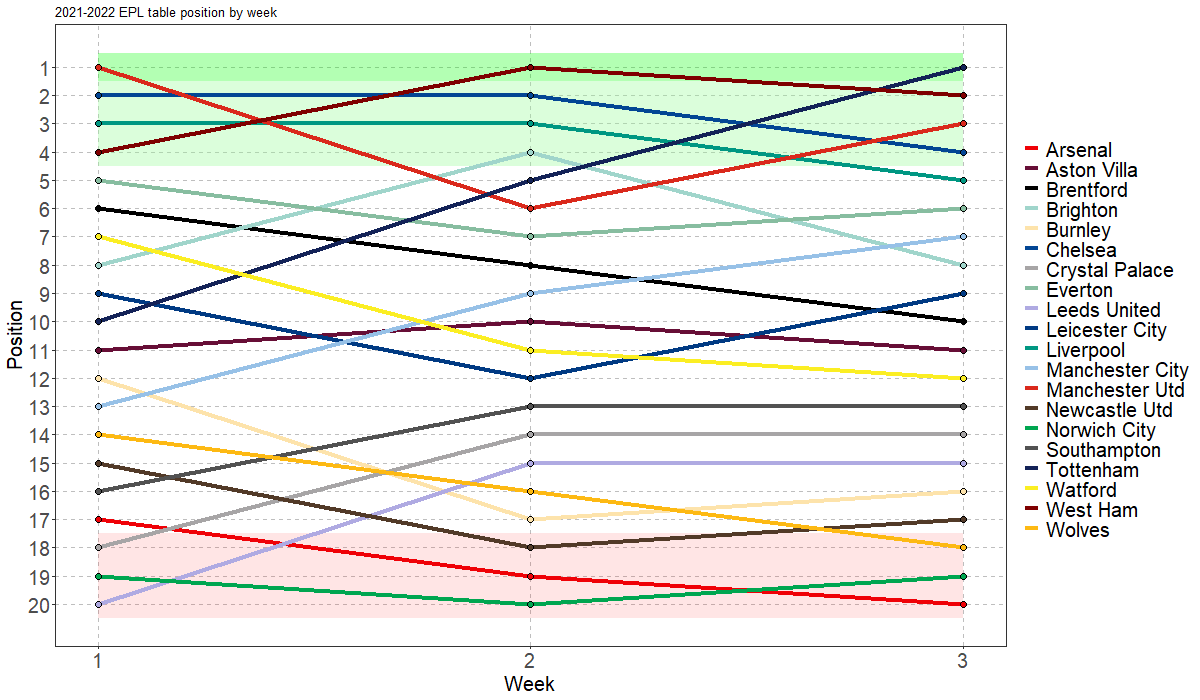 2021-2022 EPL table position by week
Position
1
2
3
4
5
6
7
8
9
10
11
12
13
14
15
16
17
18
19
20
1 2 3
Week
Arsenal
Aston Villa
Brentford
Brighton
Burnley
Chelsea
Crystal Palace
Everton
Leeds United
Leicester City
Liverpool
Manchester City
Manchester Utd
Newcastle Utd
Norwich City
Southampton
Tottenham
Watford
West Ham
Wolves